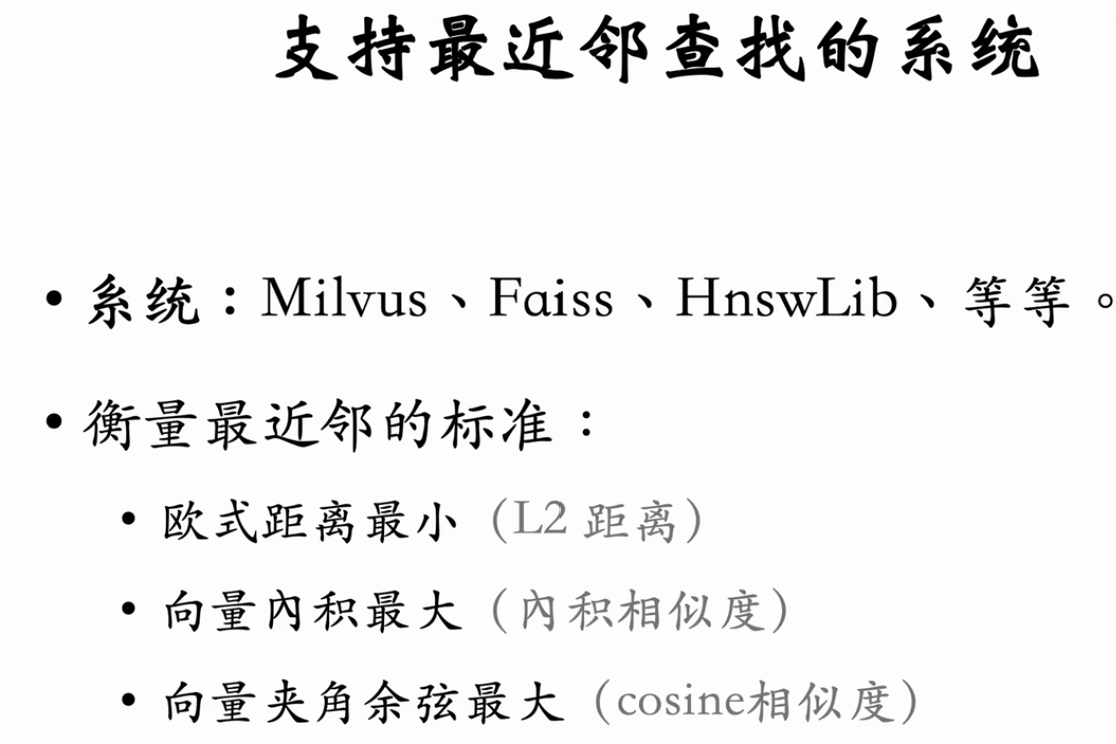 支持最近邻查找的系统
• 系统：Milvus、Faiss、HnswLib、等等。
• 衡量最近邻的标准：
• 欧式距离最小（L2 距离）
• 向量內积最大（內积相似度）
• 向量夹角余弦最大（cosine相似度）